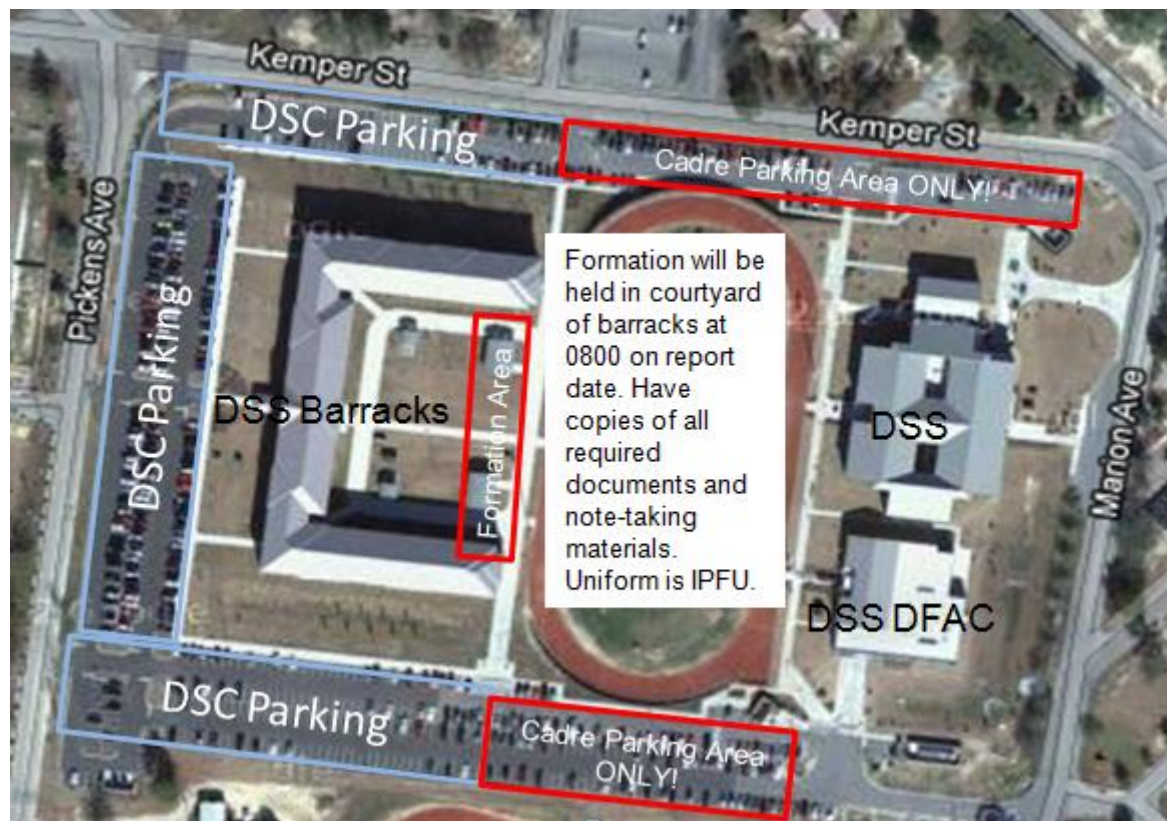 Kemper St
DSC Parking
Kemper St
Cadre Parking Area ONLY!
Pickens Ave
DSC Parking
DSS Barracks
Formation Area
Formation will be
held in courtyard
of barracks at
0800 on report
date. Have
copies of all
required
documents and
note-taking
materials.
Uniform is IPFU.
DSS
Marion Ave
DSS DFAC
DSC Parking
Cadre Parking Area
ONLY!